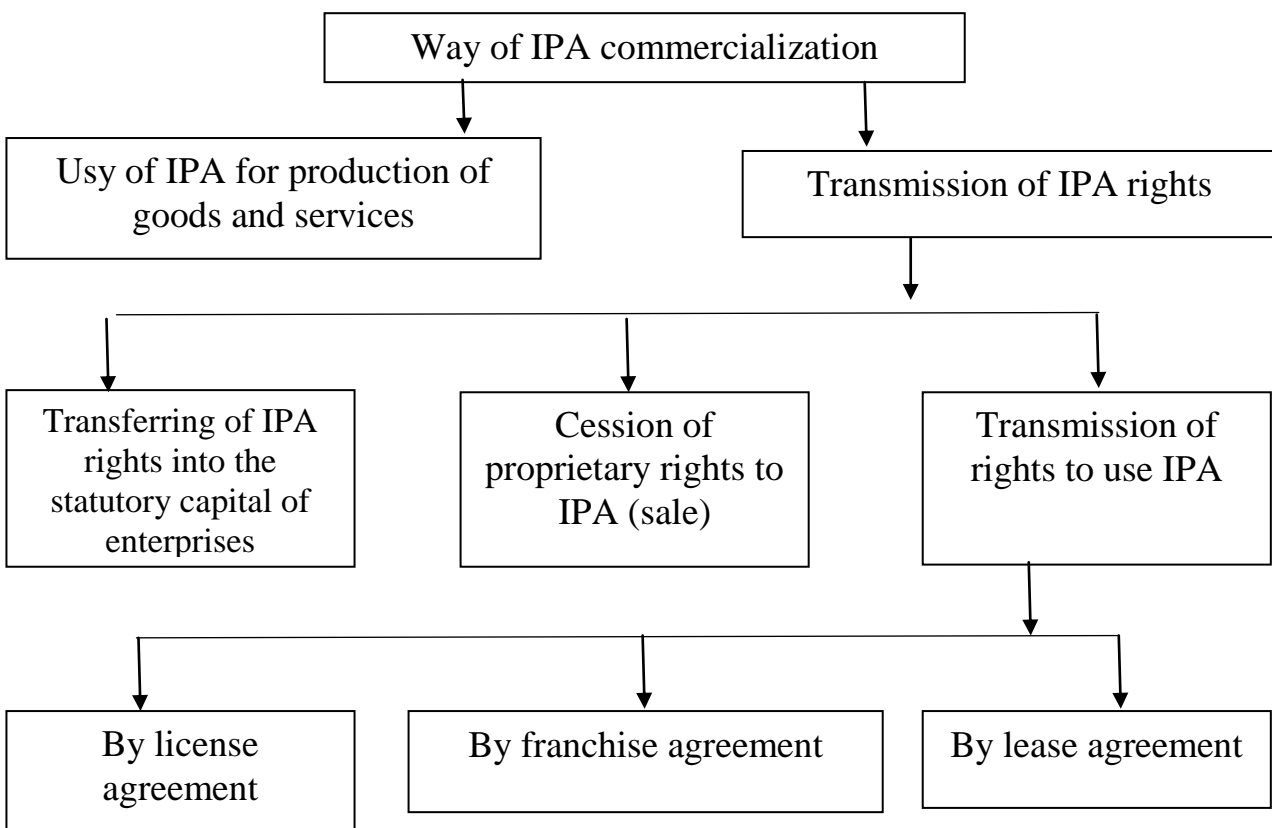 Way of IPA commercialization
Usy of IPA for production of
goods and services
Transmission of IPA rights
Transferring of IPA
rights into the
statutory capital of
enterprises
Cession of
proprietary rights to
IPA (sale)
Transmission of
rights to use IPA
By license
agreement
By franchise agreement
By lease agreement